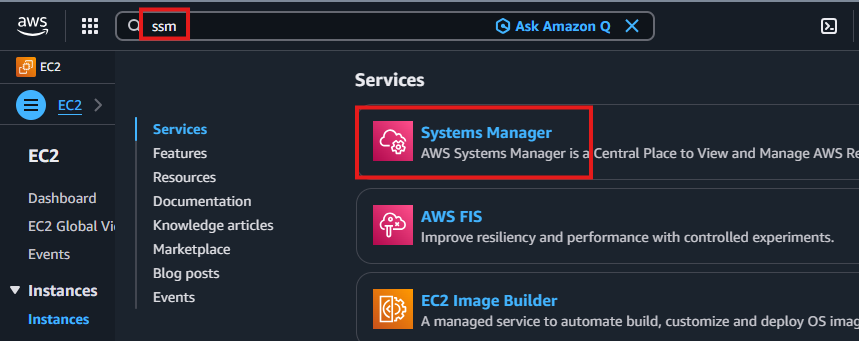 aws
ssm
Ask Amazon Q
EC2
EC2
EC2
Dashboard
EC2 Global Vi
Events
Instances
Instances
Services
Features
Resources
Documentation
Knowledge articles
Marketplace
Blog posts
Events
Services
Systems Manager
AWS Systems Manager is a Central Place to View and Manage AWS Re
AWS FIS
Improve resiliency and performance with controlled experiments.
EC2 Image Builder
A managed service to automate build, customize and deploy OS imag